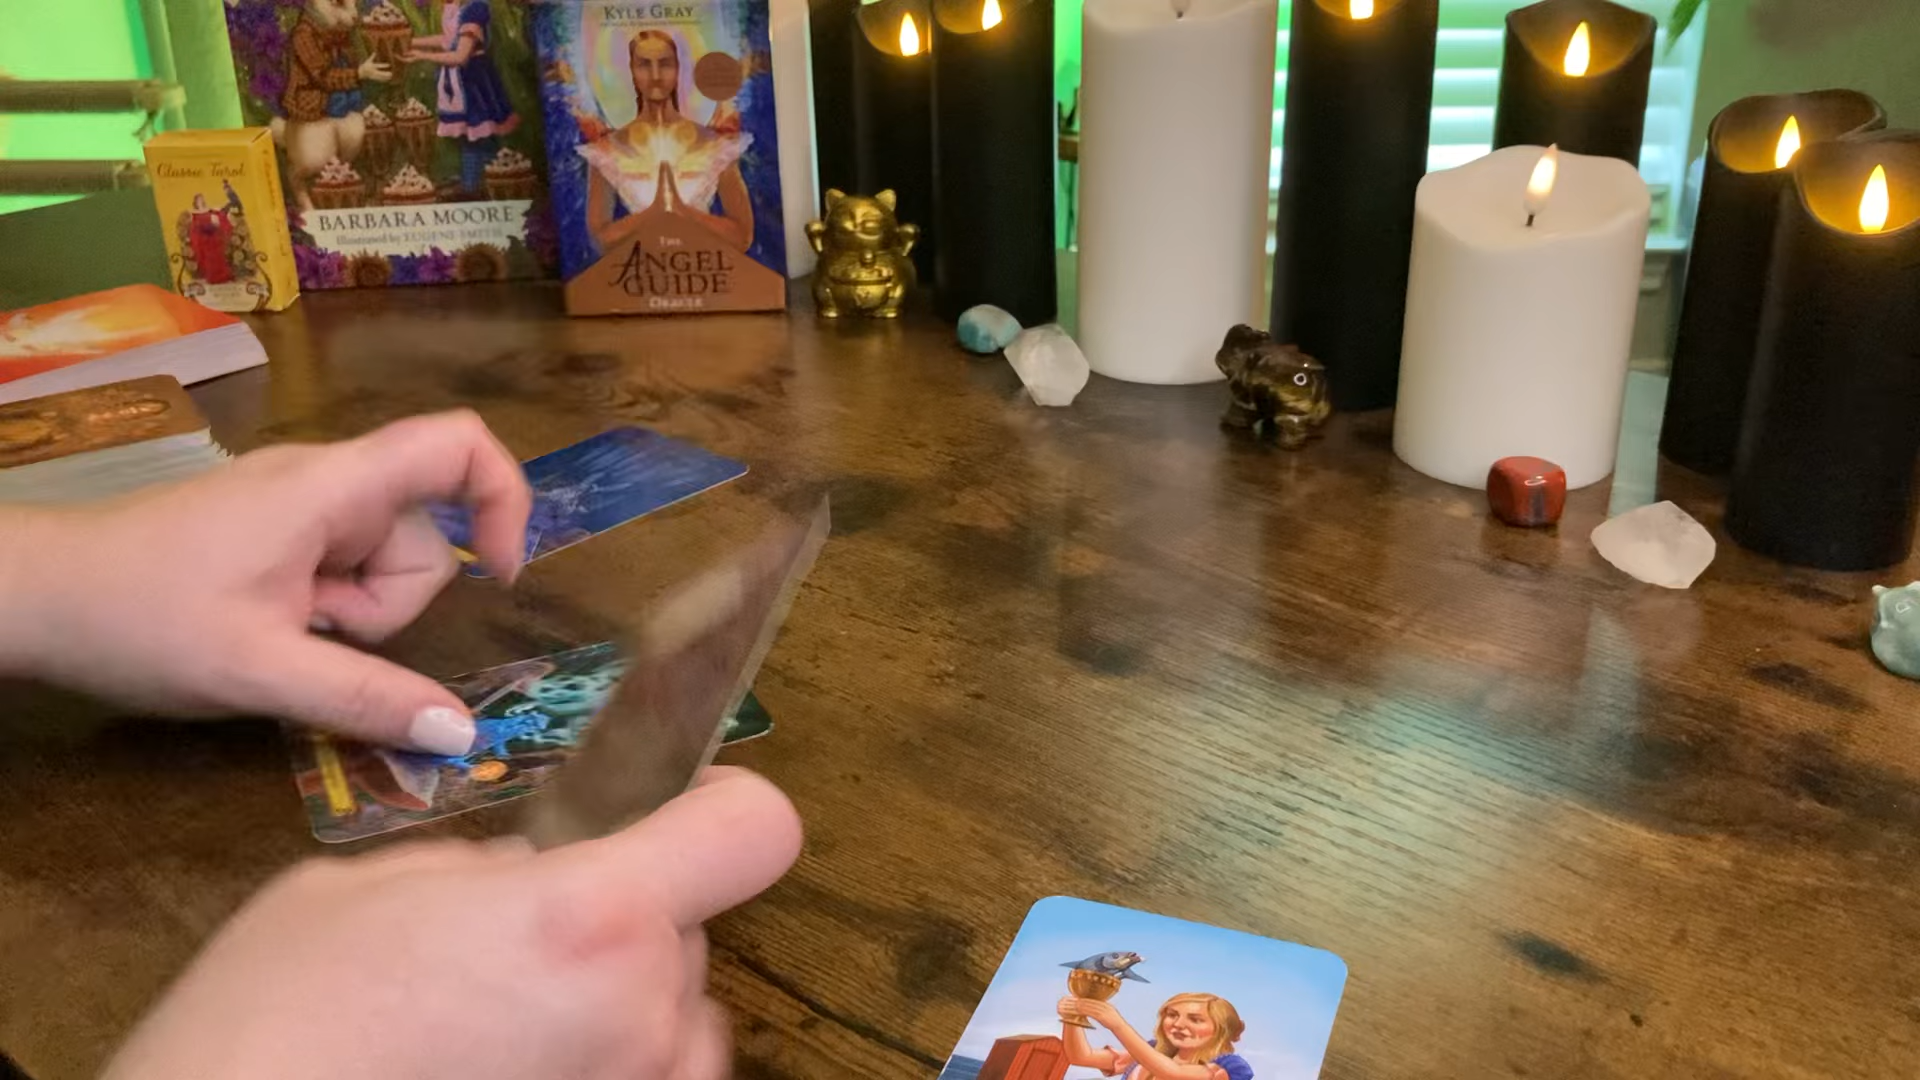 Classic Tarot
BARBARA MOORE
Illustrated by EUGENE SMITH
KYLE GRAY
THE
ANGEL
GUIDE
ORACLE